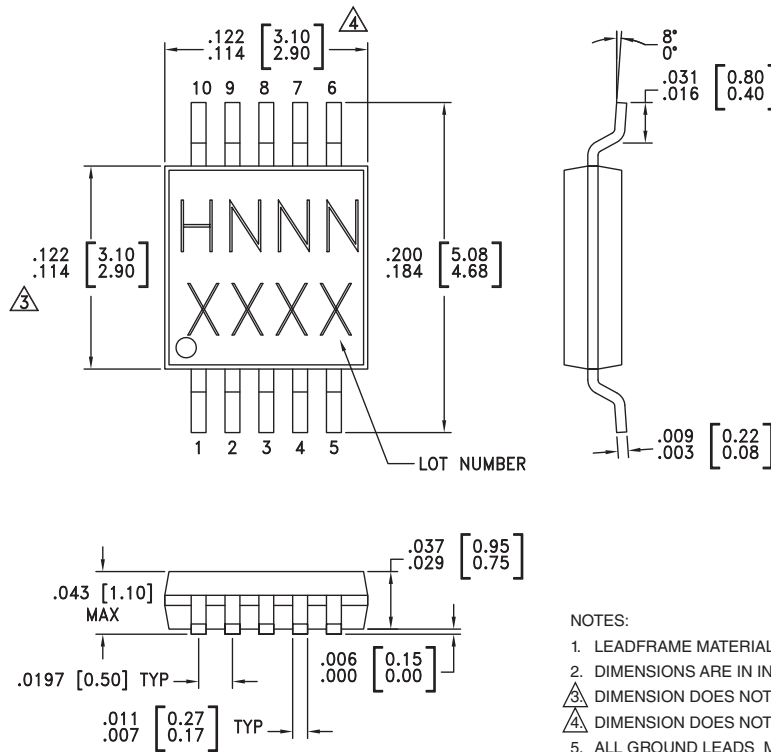 4
.122 [3.10]
.114 [2.90]
10 9 8 7 6
8°
0°
.031 [0.80]
.016 [0.40]
HNNN
XXXX
.122 [3.10]
.114 [2.90]
3
.200 [5.08]
.184 [4.68]
1 2 3 4 5
LOT NUMBER
.009 [0.22]
.003 [0.08]
.037 [0.95]
.029 [0.75]
.043 [1.10]
MAX
.0197 [0.50] TYP
.006 [0.15]
.000 [0.00]
.011 [0.27]
.007 [0.17] TYP
NOTES:
1. LEADFRAME MATERIAL
2. DIMENSIONS ARE IN IN
3. DIMENSION DOES NOT
4. DIMENSION DOES NOT
5. ALL GROUND LEADS